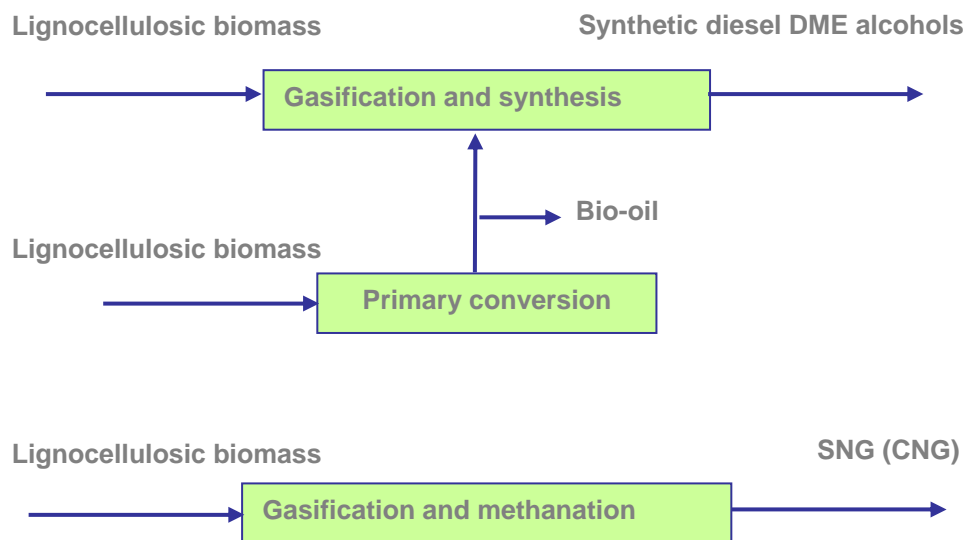 Lignocellulosic biomass
Synthetic diesel DME alcohols
Gasification and synthesis
Bio-oil
Lignocellulosic biomass
Primary conversion
Lignocellulosic biomass
SNG (CNG)
Gasification and methanation